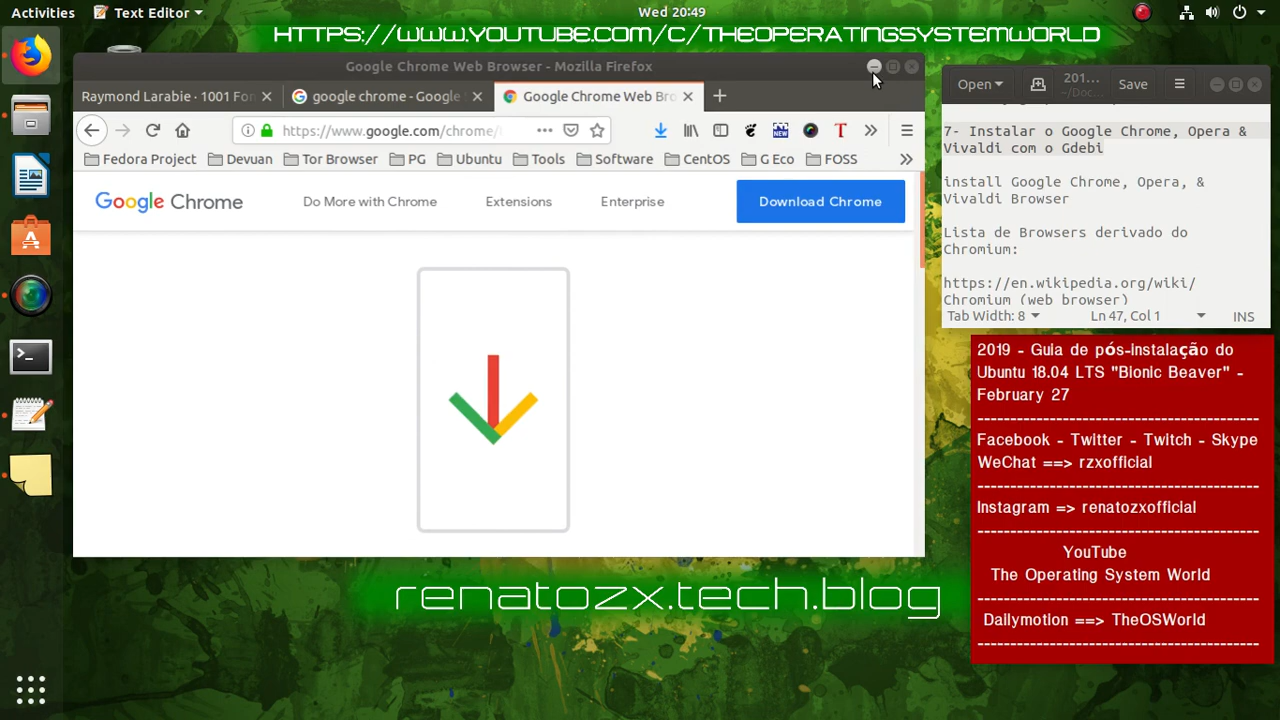 Activities
Text Editor
Wed 20:49
HTTPS://WWW.YOUTUBE.COM/C/THEOPERATINGSYSTEMWORLD
Google Chrome Web Browser - Mozilla Firefox
Raymond Larabie · 1001 Fon
google chrome - Google
Google Chrome Web Bro
https://www.google.com/chrome/
Fedora Project
Devuan
Tor Browser
PG
Ubuntu
Tools
Software
CentOS
G Eco
FOSS
Google Chrome
Do More with Chrome
Extensions
Enterprise
Download Chrome
Open
201...
~/Doc...
Save
7- Instalar o Google Chrome, Opera &
Vivaldi com o Gdebi
install Google Chrome, Opera, &
Vivaldi Browser
Lista de Browsers derivado do
Chromium:
https://en.wikipedia.org/wiki/
Chromium_(web_browser)
Tab Width: 8
Ln 47, Col 1
INS
2019 - Guia de pós-Instalação do
Ubuntu 18.04 LTS "Bionic Beaver" -
February 27
------------------------------------------
Facebook - Twitter - Twitch - Skype
WeChat ==> rzxofficial
------------------------------------------
Instagram => renatozxofficial
------------------------------------------
YouTube
The Operating System World
------------------------------------------
Dailymotion ==> TheOSWorld
------------------------------------------
renatozx.tech.blog